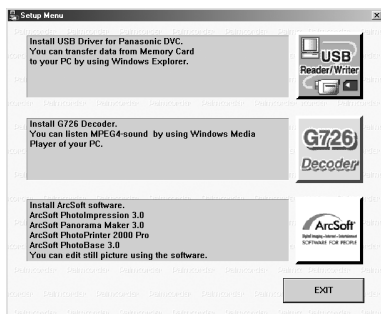 Setup Menu
Install USB Driver for Panasonic DVC.
You can transfer data from Memory Card
to your PC by using Windows Explorer.
USB
Reader/Writer
Install G726 Decoder.
You can listen MPEG4-sound by using Windows Media
Player of your PC.
G726
Decoder
Install ArcSoft software.
ArcSoft PhotoImpression 3.0
ArcSoft Panorama Maker 3.0
ArcSoft PhotoPrinter 2000 Pro
ArcSoft PhotoBase 3.0
You can edit still picture using the software.
ArcSoft
SOFTWARE FOR PEOPLE
EXIT